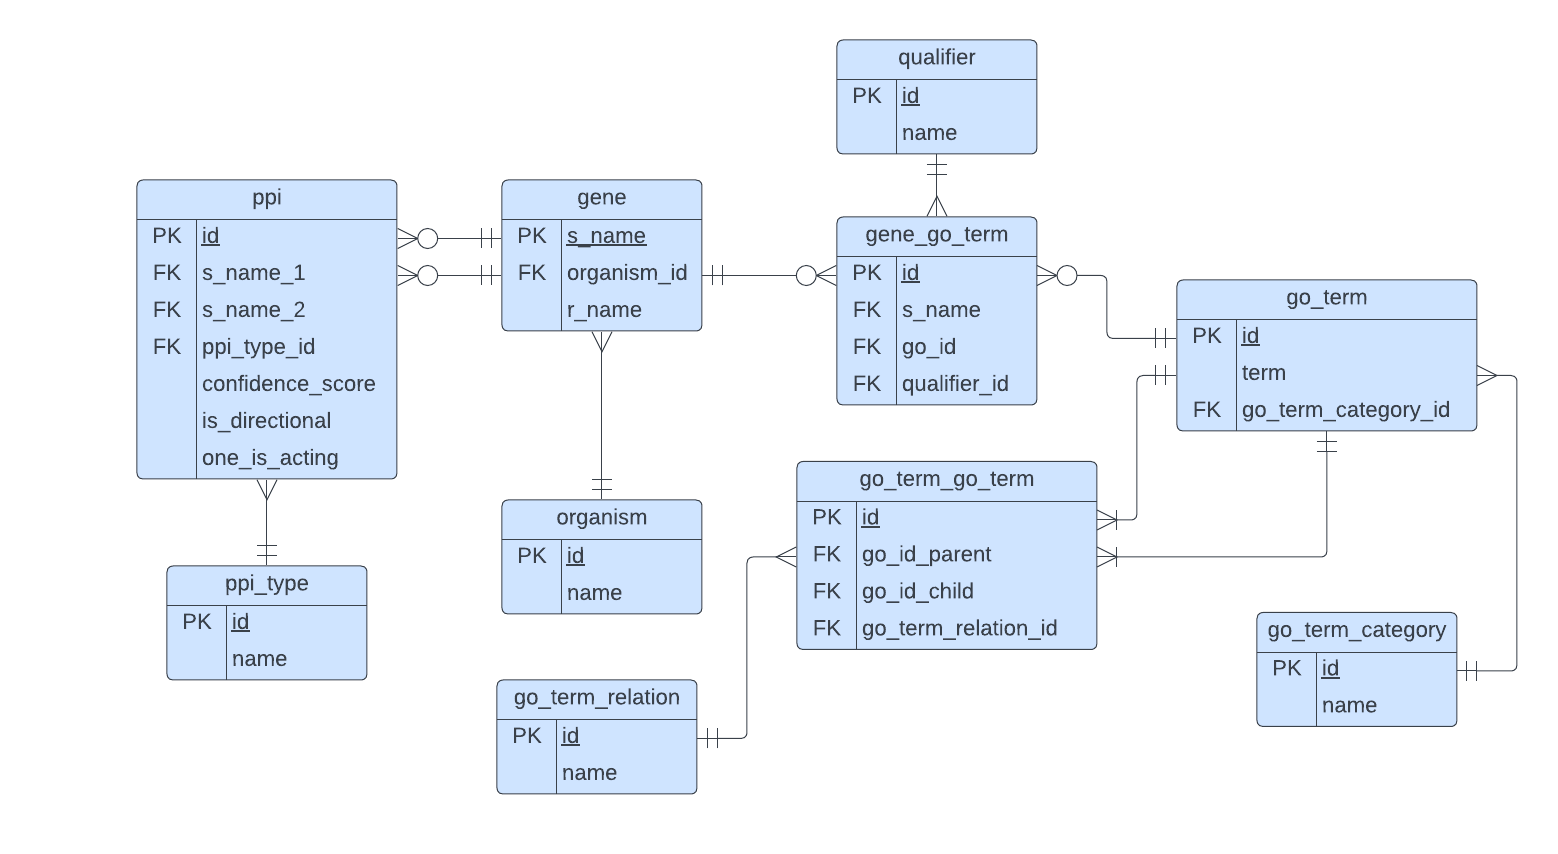 qualifier
PK id
name
ppi
PK id
FK s_name_1
FK s_name_2
FK ppi_type_id
confidence_score
is_directional
one_is_acting
gene
PK s_name
FK organism_id
r_name
gene_go_term
PK id
FK s_name
FK go_id
FK qualifier_id
go_term
PK id
term
FK go_term_category_id
go_term_go_term
PK id
FK go_id_parent
FK go_id_child
FK go_term_relation_id
organism
PK id
name
ppi_type
PK id
name
go_term_category
PK id
name
go_term_relation
PK id
name